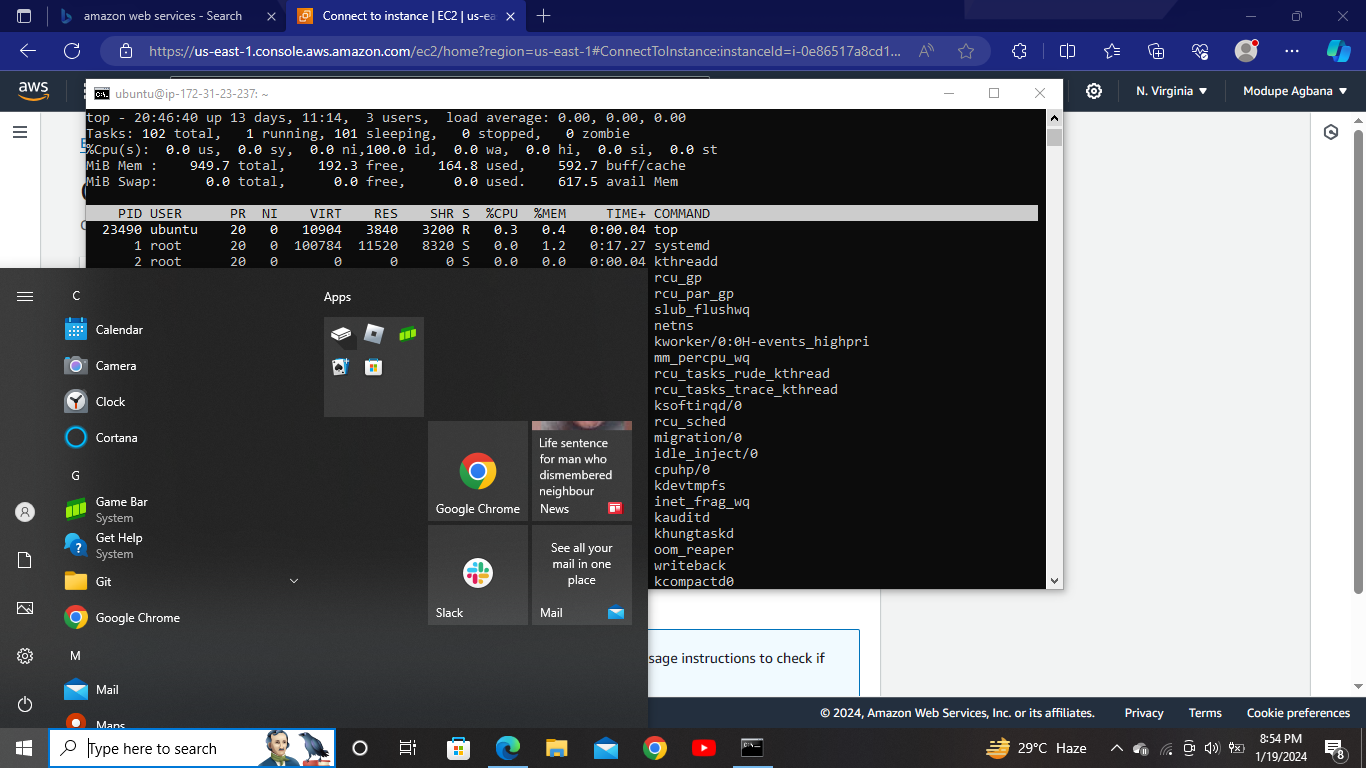 amazon web services - Search
Connect to instance | EC2 | us-ea
https://us-east-1.console.aws.amazon.com/ec2/home?region=us-east-1#ConnectToInstance:instanceId=i-0e86517a8cd1...
aws
N. Virginia
Modupe Agbana
ubuntu@ip-172-31-23-237: ~
top - 20:46:40 up 13 days, 11:14,  3 users,  load average: 0.00, 0.00, 0.00
Tasks: 102 total,   1 running, 101 sleeping,   0 stopped,   0 zombie
%Cpu(s):  0.0 us,  0.0 sy,  0.0 ni,100.0 id,  0.0 wa,  0.0 hi,  0.0 si,  0.0 st
MiB Mem :    949.7 total,    192.3 free,    164.8 used,    592.7 buff/cache
MiB Swap:      0.0 total,      0.0 free,      0.0 used.    617.5 avail Mem
PID USER      PR  NI    VIRT    RES    SHR S  %CPU  %MEM     TIME+ COMMAND
23490 ubuntu    20   0   10904   3840   3200 R   0.3   0.4   0:00.04 top
1 root      20   0  100784  11520   8320 S   0.0   1.2   0:17.27 systemd
2 root      20   0       0      0      0 S   0.0   0.0   0:00.04 kthreadd
rcu_gp
rcu_par_gp
slub_flushwq
netns
kworker/0:0H-events_highpri
mm_percpu_wq
rcu_tasks_rude_kthread
rcu_tasks_trace_kthread
ksoftirqd/0
rcu_sched
migration/0
idle_inject/0
cpuhp/0
kdevtmpfs
inet_frag_wq
kauditd
khungtaskd
oom_reaper
writeback
kcompactd0
C
Calendar
Camera
Clock
Cortana
G
Game Bar
System
Get Help
System
Git
Google Chrome
M
Mail
Maps
Apps
Google Chrome
Life sentence
for man who
dismembered
neighbour
News
Slack
See all your
mail in one
place
Mail
sage instructions to check if
© 2024, Amazon Web Services, Inc. or its affiliates.
Privacy
Terms
Cookie preferences
Type here to search
29°C Haze
8:54 PM
1/19/2024
8